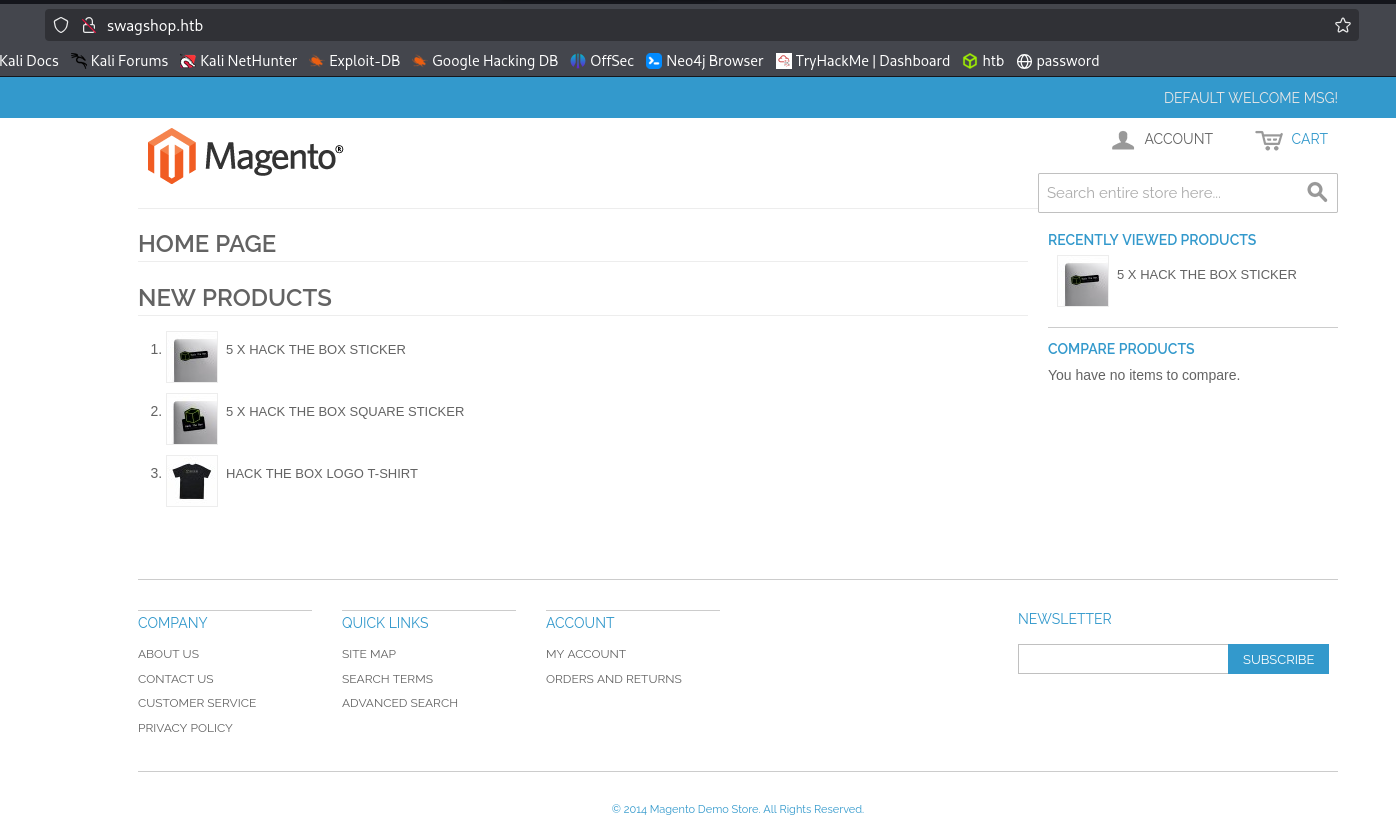 swagshop.htb
Kali Docs Kali Forums Kali NetHunter Exploit-DB Google Hacking DB OffSec Neo4j Browser TryHackMe | Dashboard htb password
DEFAULT WELCOME MSG!
Magento®
ACCOUNT CART
Search entire store here...
HOME PAGE
NEW PRODUCTS
1. 5 X HACK THE BOX STICKER
2. 5 X HACK THE BOX SQUARE STICKER
3. HACK THE BOX LOGO T-SHIRT
RECENTLY VIEWED PRODUCTS
5 X HACK THE BOX STICKER
COMPARE PRODUCTS
You have no items to compare.
COMPANY
ABOUT US
CONTACT US
CUSTOMER SERVICE
PRIVACY POLICY
QUICK LINKS
SITE MAP
SEARCH TERMS
ADVANCED SEARCH
ACCOUNT
MY ACCOUNT
ORDERS AND RETURNS
NEWSLETTER
SUBSCRIBE
© 2014 Magento Demo Store. All Rights Reserved.